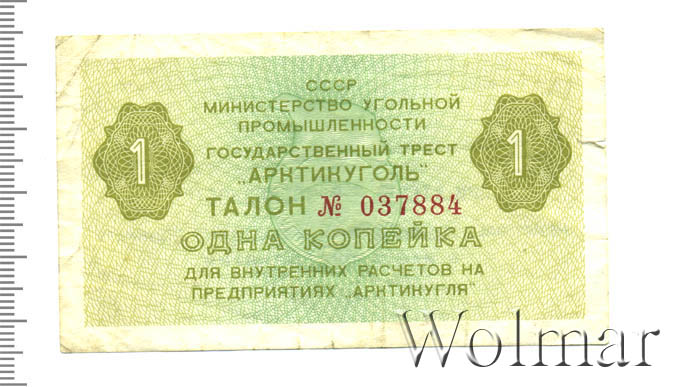 СССР
МИНИСТЕРСТВО УГОЛЬНОЙ
ПРОМЫШЛЕННОСТИ
ГОСУДАРСТВЕННЫЙ ТРЕСТ
„АРКТИКУГОЛЬ"
1 1
ТАЛОН № 037884
ОДНА КОПЕЙКА
ДЛЯ ВНУТРЕННИХ РАСЧЕТОВ НА
ПРЕДПРИЯТИЯХ „АРКТИКУГЛЯ"
Wolmar